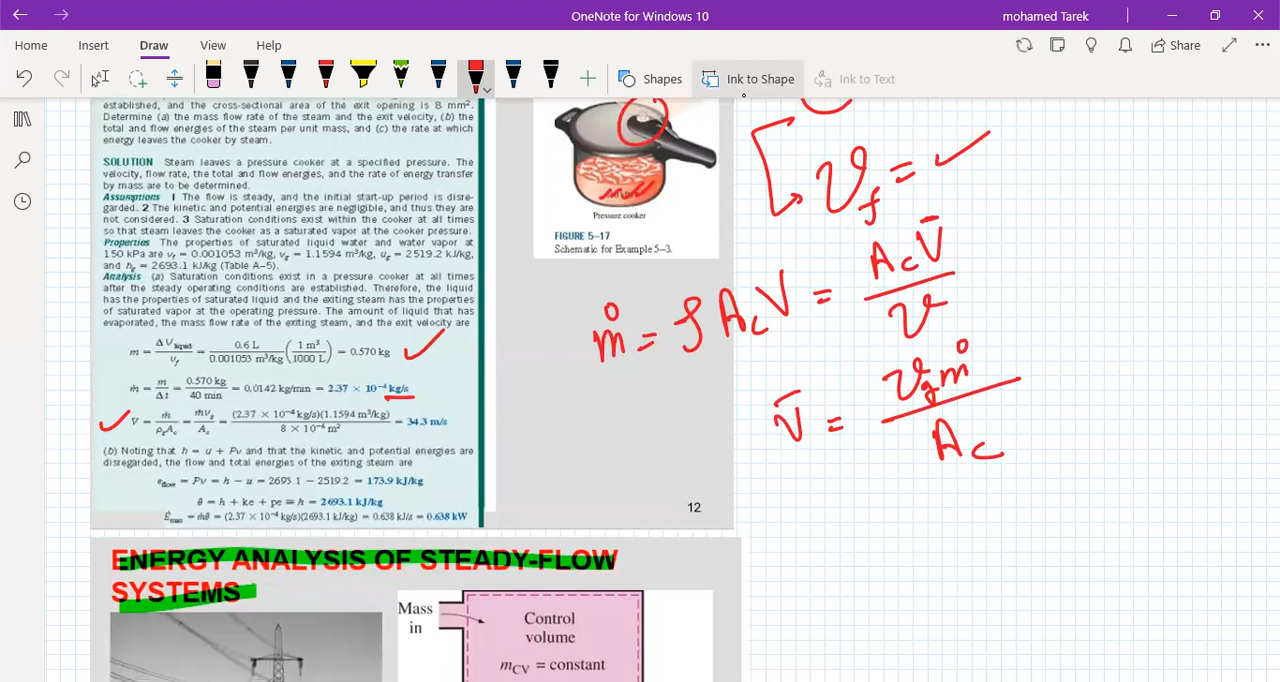 OneNote for Windows 10
mohamed Tarek
Home Insert Draw View Help
Share
Shapes
Ink to Shape
Ink to Text
established, and the cross-sectional area of the exit opening is 8 mm².
Determine (a) the mass flow rate of the steam and the exit velocity, (b) the
total and flow energies of the steam per unit mass, and (c) the rate at which
energy leaves the cooker by steam.
SOLUTION Steam leaves a pressure cooker at a specified pressure. The
velocity, flow rate, the total and flow energies, and the rate of energy transfer
by mass are to be determined.
Assumptions 1 The flow is steady, and the initial start-up period is disre-
garded. 2 The kinetic and potential energies are negligible, and thus they are
not considered. 3 Saturation conditions exist within the cooker at all times
so that steam leaves the cooker as a saturated vapor at the cooker pressure.
Properties The properties of saturated liquid water and water vapor at
150 kPa are v_f = 0.001053 m³/kg, v_g = 1.1594 m³/kg, u_g = 2519.2 kJ/kg,
and h_g = 2693.1 kJ/kg (Table A–5).
Analysis (a) Saturation conditions exist in a pressure cooker at all times
after the steady operating conditions are established. Therefore, the liquid
has the properties of saturated liquid and the exiting steam has the properties
of saturated vapor at the operating pressure. The amount of liquid that has
evaporated, the mass flow rate of the exiting steam, and the exit velocity are
m = ΔV_liquid / v_f = 0.6 L / 0.001053 m³/kg (1 m³ / 1000 L) = 0.570 kg
ṁ = m / Δt = 0.570 kg / 40 min = 0.0142 kg/min = 2.37 × 10⁻⁴ kg/s
V = ṁ / ρ_g A_c = ṁv_g / A_c = (2.37 × 10⁻⁴ kg/s)(1.1594 m³/kg) / 8 × 10⁻⁶ m² = 34.3 m/s
(b) Noting that h = u + Pv and that the kinetic and potential energies are
disregarded, the flow and total energies of the exiting steam are
e_flow = Pv = h − u = 2693.1 − 2519.2 = 173.9 kJ/kg
θ = h + ke + pe ≅ h = 2693.1 kJ/kg
Ė_mass = ṁθ = (2.37 × 10⁻⁴ kg/s)(2693.1 kJ/kg) = 0.638 kJ/s = 0.638 kW
Pressure cooker
FIGURE 5–17
Schematic for Example 5–3.
12
v_f = ✓
ṁ = ρ A_c V = A_c V̄ / v
V̄ = v_g ṁ / A_c
ENERGY ANALYSIS OF STEADY-FLOW
SYSTEMS
Mass
in
Control
volume
m_CV = constant